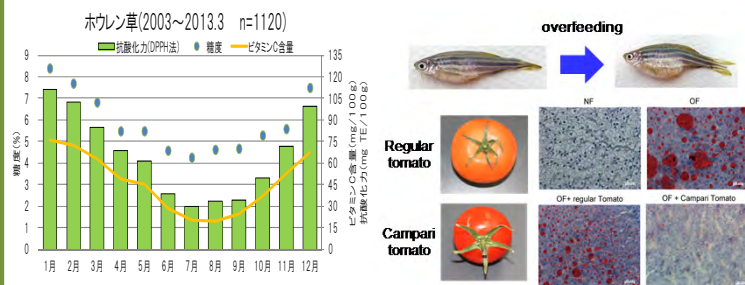 ホウレン草(2003～2013.3 n=1120)
抗酸化力(DPPH法) 糖度 ビタミンC含量
糖度(%)
9
8
7
6
5
4
3
2
1
0
135
120
105
90
75
60
45
30
15
0
ビタミンC含量(mg/100g)
抗酸化力(mg TE/100g)
1月 2月 3月 4月 5月 6月 7月 8月 9月 10月 11月 12月
overfeeding
NF OF
Regular
tomato
OF+ regular Tomato OF + Campari Tomato
Campari
tomato